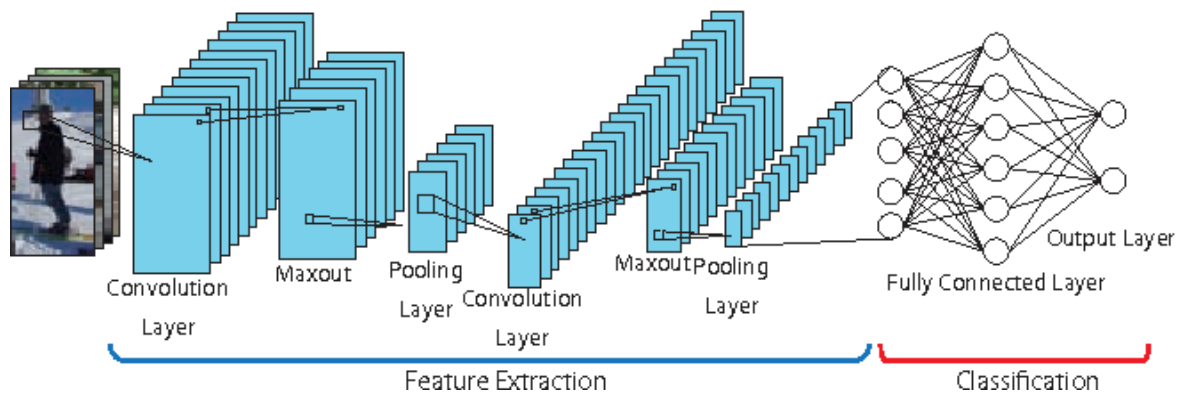 Convolution
Layer
Maxout
Pooling
Layer
Convolution
Layer
Maxout
Pooling
Layer
Fully Connected Layer
Output Layer
Feature Extraction
Classification